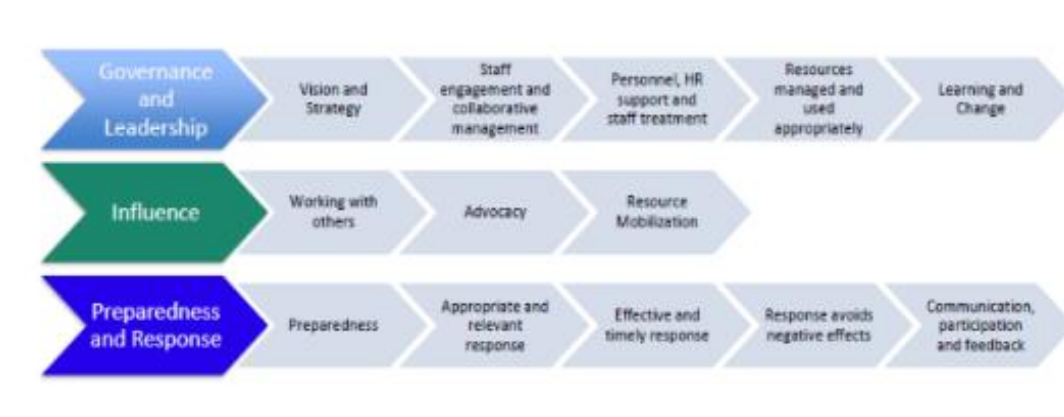 Governance
and
Leadership
Vision and
Strategy
Staff
engagement and
collaborative
management
Personnel, HR
support and
staff treatment
Resources
managed and
used
appropriately
Learning and
Change
Influence
Working with
others
Advocacy
Resource
Mobilization
Preparedness
and Response
Preparedness
Appropriate and
relevant
response
Effective and
timely response
Response avoids
negative effects
Communication,
participation
and feedback